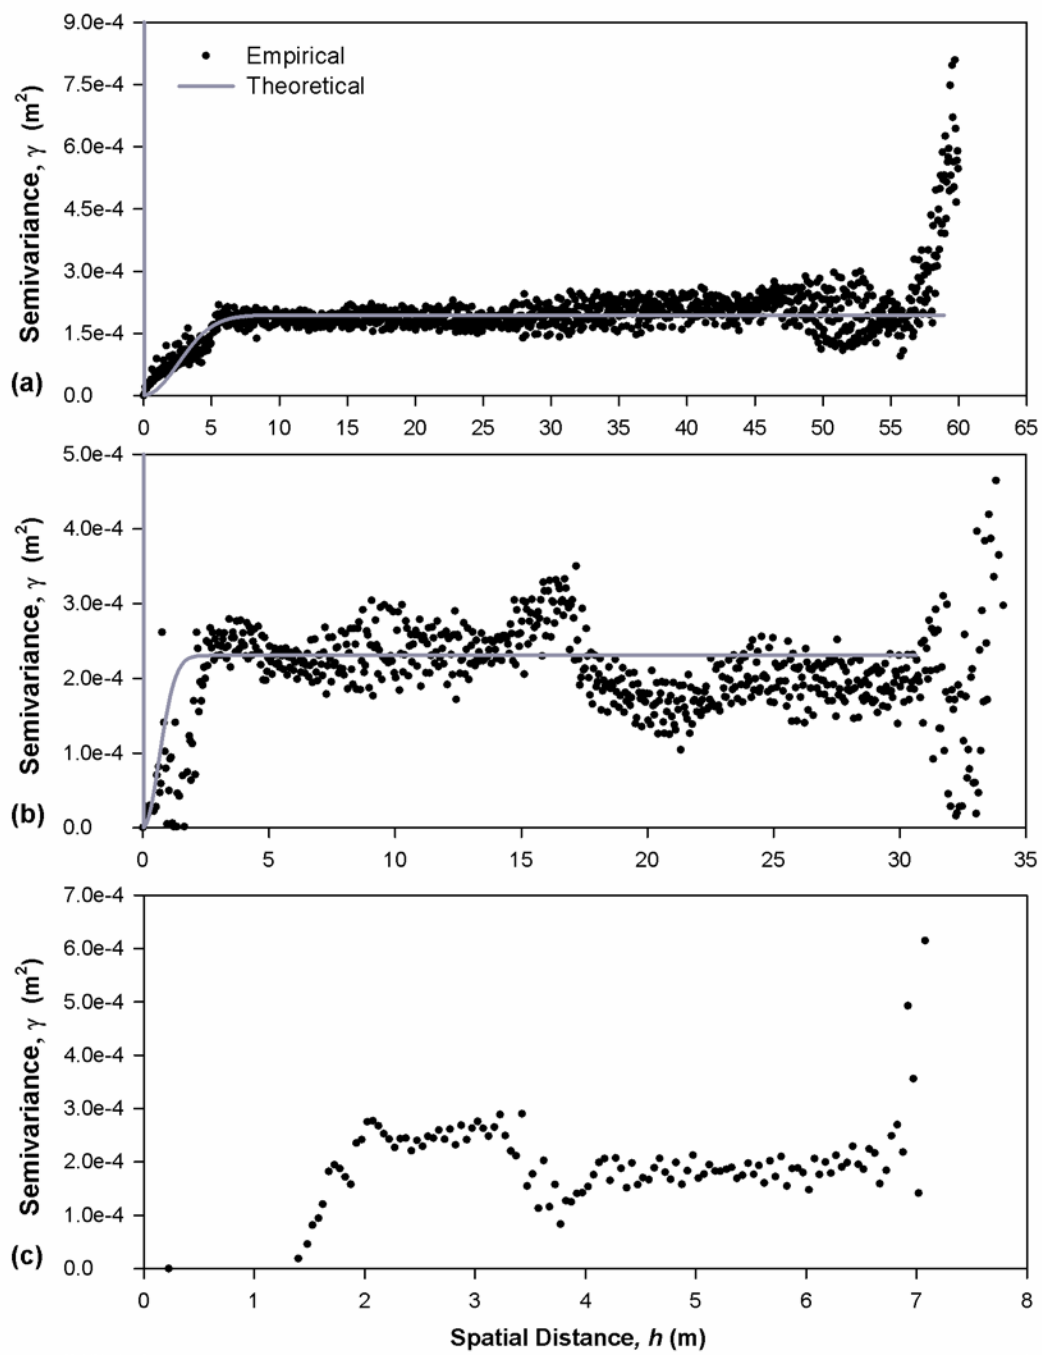 9.0e-4
7.5e-4
6.0e-4
4.5e-4
3.0e-4
1.5e-4
0.0
Semivariance, γ (m²)
Empirical
Theoretical
(a)
0 5 10 15 20 25 30 35 40 45 50 55 60 65
5.0e-4
4.0e-4
3.0e-4
2.0e-4
1.0e-4
0.0
Semivariance, γ (m²)
(b)
0 5 10 15 20 25 30 35
7.0e-4
6.0e-4
5.0e-4
4.0e-4
3.0e-4
2.0e-4
1.0e-4
0.0
Semivariance, γ (m²)
(c)
0 1 2 3 4 5 6 7 8
Spatial Distance, h (m)